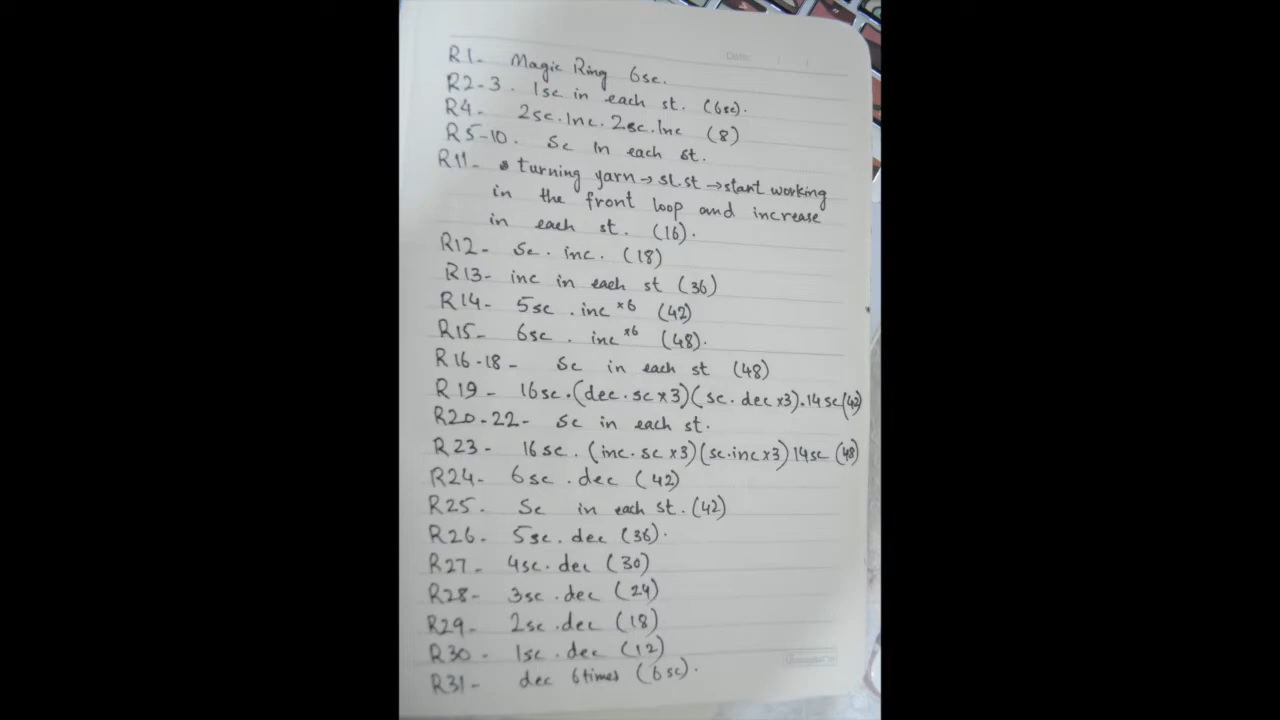 Date:
R1- Magic Ring 6sc.
R2-3. 1sc in each st. (6sc).
R4- 2sc.Inc. 2sc.Inc (8)
R5-10. Sc in each st.
R11- turning yarn→sl.st→start working
in the front loop and increase
in each st. (16).
R12- Sc. inc. (18)
R13- inc in each st (36)
R14- 5sc .inc x6 (42)
R15- 6sc. inc x6 (48).
R16-18- Sc in each st (48)
R19- 16sc.(dec.sc x3)(sc.dec x3).14sc(42)
R20-22- Sc in each st.
R23- 16sc. (inc.sc x3)(sc.inc x3)14sc (48)
R24- 6sc.dec (42)
R25. Sc in each st.(42)
R26- 5sc.dec (36).
R27- 4sc.dec (30)
R28- 3sc.dec (24)
R29- 2sc.dec (18)
R30- 1sc.dec (12)
R31- dec 6times (6sc).